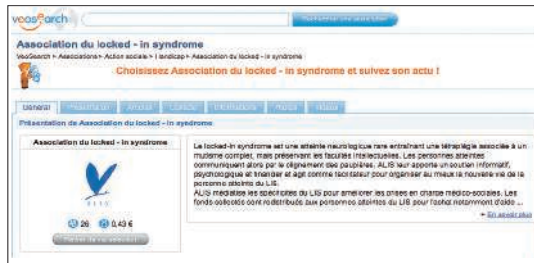 veosearch
Association du locked - in syndrome
VeoSearch > Associations > Action sociale > Handicap > Association du locked - in syndrome
Choisissez Association du locked - in syndrome et suivez son actu !
General
Présentation de Association du locked - in syndrome
Association du locked - in syndrome
ALIS
26 0,43 €
Le locked-in syndrome est une atteinte neurologique rare entraînant une tétraplégie associée à un
mutisme complet, mais préservant les facultés intellectuelles. Les personnes atteintes
communiquent alors par le clignement des paupières. ALIS leur apporte un soutien informatif,
psychologique et financier et agit comme facilitateur pour organiser au mieux la nouvelle vie de la
personne atteinte du LIS.
ALIS médiatise les spécificités du LIS pour améliorer les prises en charge médico-sociales. Les
fonds collectés sont redistribués aux personnes atteintes du LIS pour l'achat notamment d'aide ...
En savoir plus